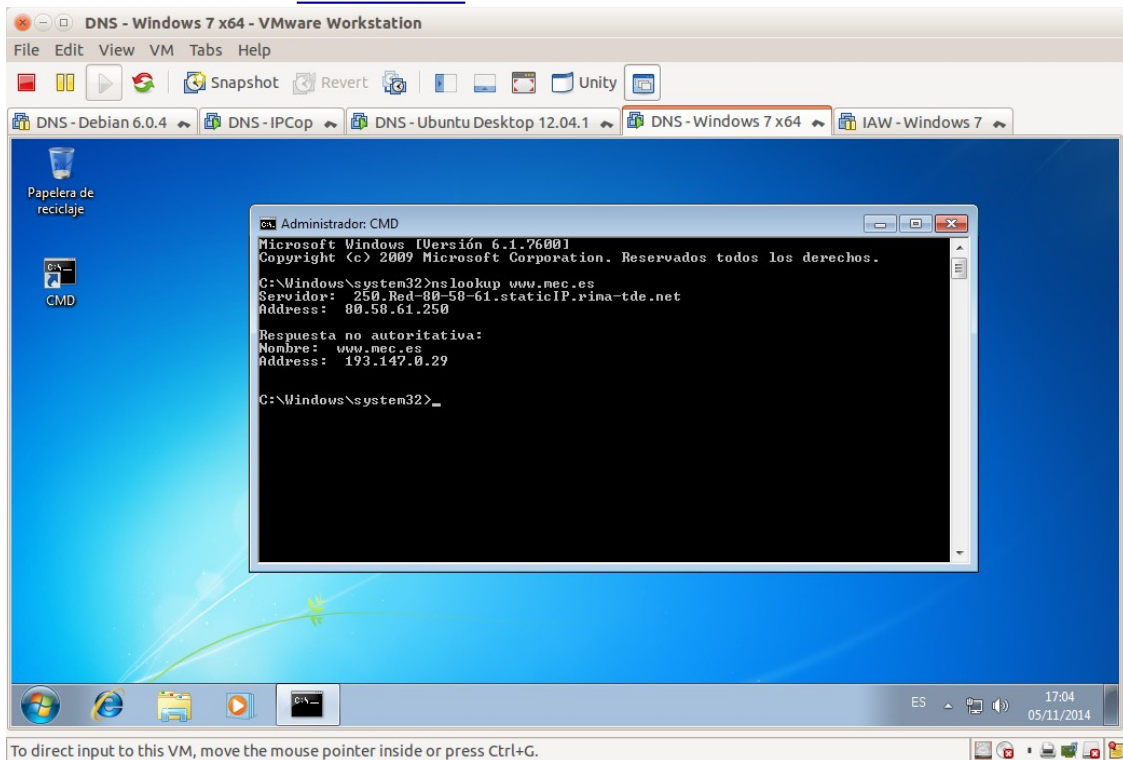 DNS - Windows 7 x64 - VMware Workstation
File Edit View VM Tabs Help
Snapshot Revert Unity
DNS - Debian 6.0.4 DNS - IPCop DNS - Ubuntu Desktop 12.04.1 DNS - Windows 7 x64 IAW - Windows 7
Papelera de
reciclaje
CMD
Administrador: CMD
Microsoft Windows [Versión 6.1.7600]
Copyright (c) 2009 Microsoft Corporation. Reservados todos los derechos.
C:\Windows\system32>nslookup www.mec.es
Servidor: 250.Red-80-58-61.staticIP.rima-tde.net
Address: 80.58.61.250
Respuesta no autoritativa:
Nombre: www.mec.es
Address: 193.147.0.29
C:\Windows\system32>_
ES 17:04
05/11/2014
To direct input to this VM, move the mouse pointer inside or press Ctrl+G.